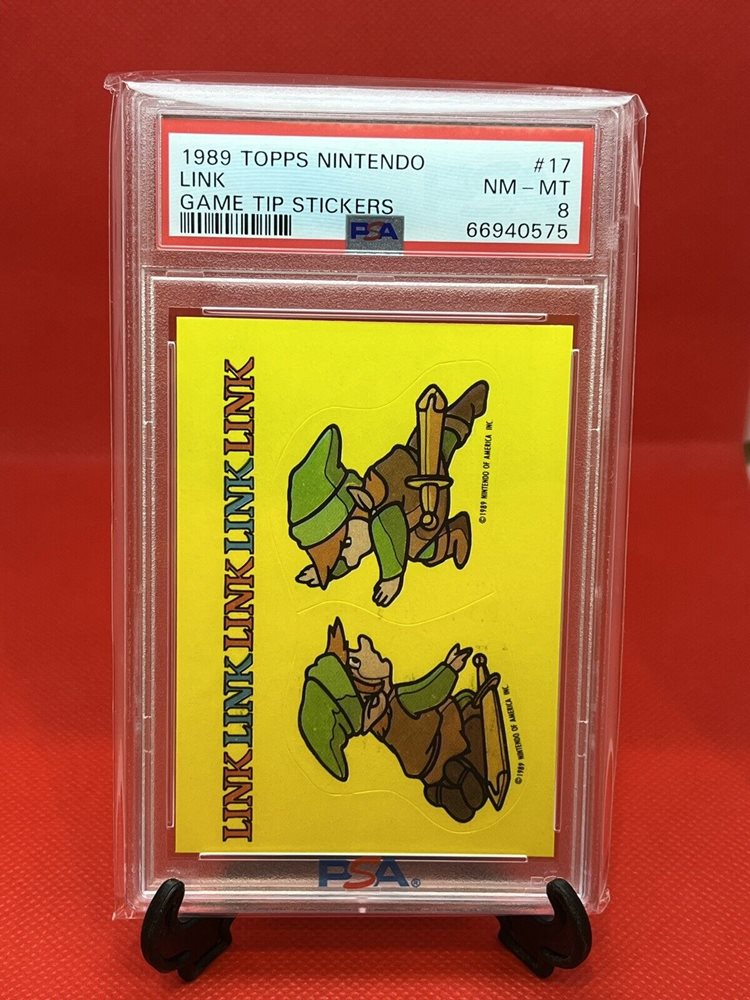 1989 TOPPS NINTENDO #17
LINK NM-MT
GAME TIP STICKERS 8
PSA 66940575
LINKLINKLINKLINKLINK
©1989 NINTENDO OF AMERICA INC.
©1989 NINTENDO OF AMERICA INC.
PSA®